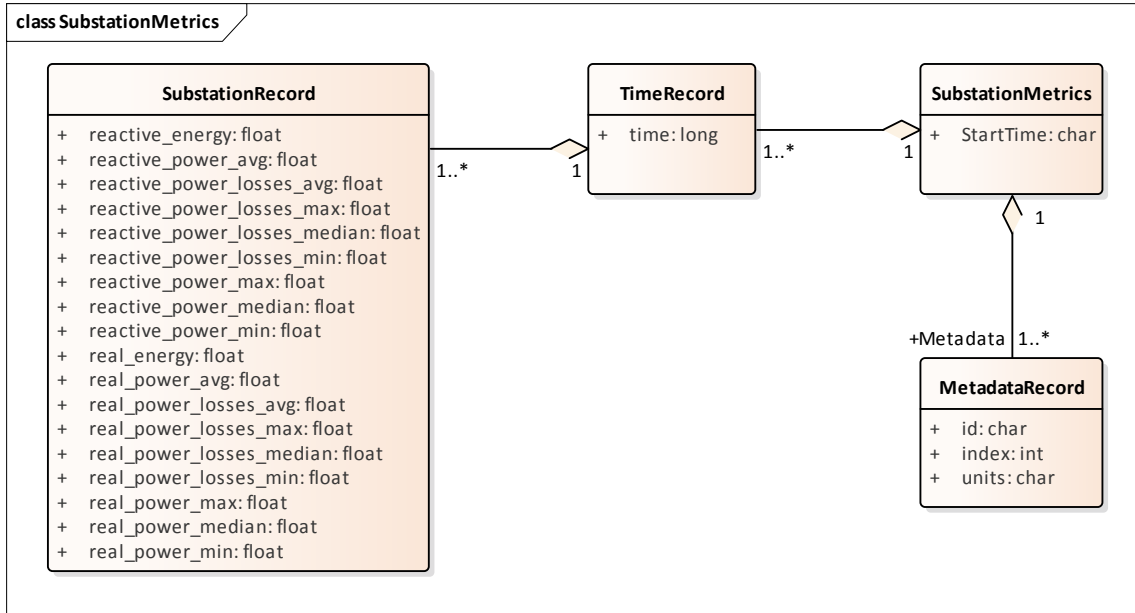 class SubstationMetrics
SubstationRecord
+ reactive_energy: float
+ reactive_power_avg: float
+ reactive_power_losses_avg: float
+ reactive_power_losses_max: float
+ reactive_power_losses_median: float
+ reactive_power_losses_min: float
+ reactive_power_max: float
+ reactive_power_median: float
+ reactive_power_min: float
+ real_energy: float
+ real_power_avg: float
+ real_power_losses_avg: float
+ real_power_losses_max: float
+ real_power_losses_median: float
+ real_power_losses_min: float
+ real_power_max: float
+ real_power_median: float
+ real_power_min: float
1..*
1
TimeRecord
+ time: long
1..*
1
SubstationMetrics
+ StartTime: char
1
+Metadata 1..*
MetadataRecord
+ id: char
+ index: int
+ units: char